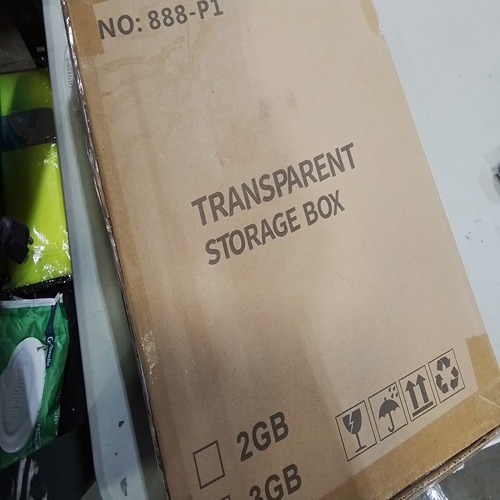 NO: 888-P1
TRANSPARENT
STORAGE BOX
2GB
3GB